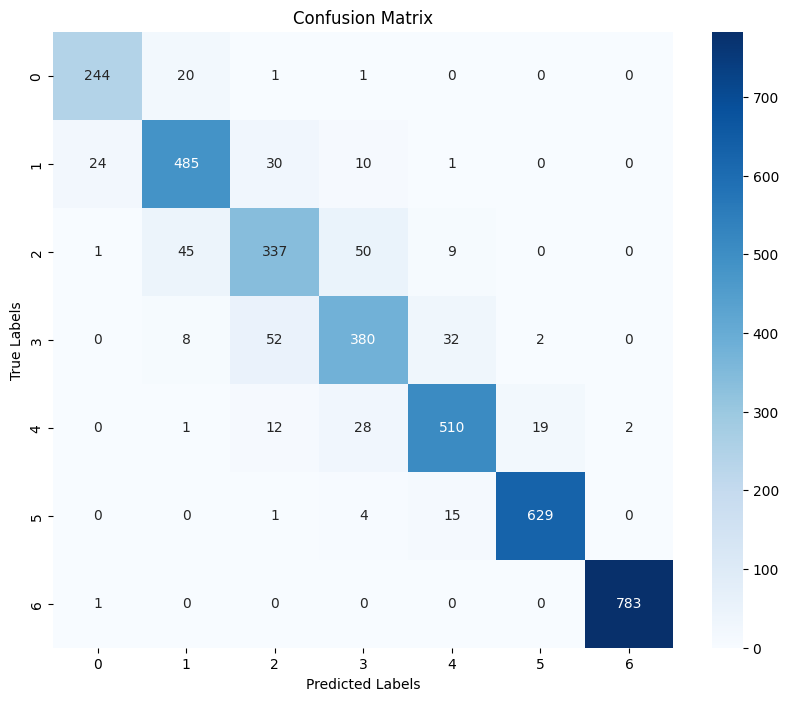 Confusion Matrix
True Labels
0 244 20 1 1 0 0 0
1 24 485 30 10 1 0 0
2 1 45 337 50 9 0 0
3 0 8 52 380 32 2 0
4 0 1 12 28 510 19 2
5 0 0 1 4 15 629 0
6 1 0 0 0 0 0 783
0 1 2 3 4 5 6
Predicted Labels
700
600
500
400
300
200
100
0